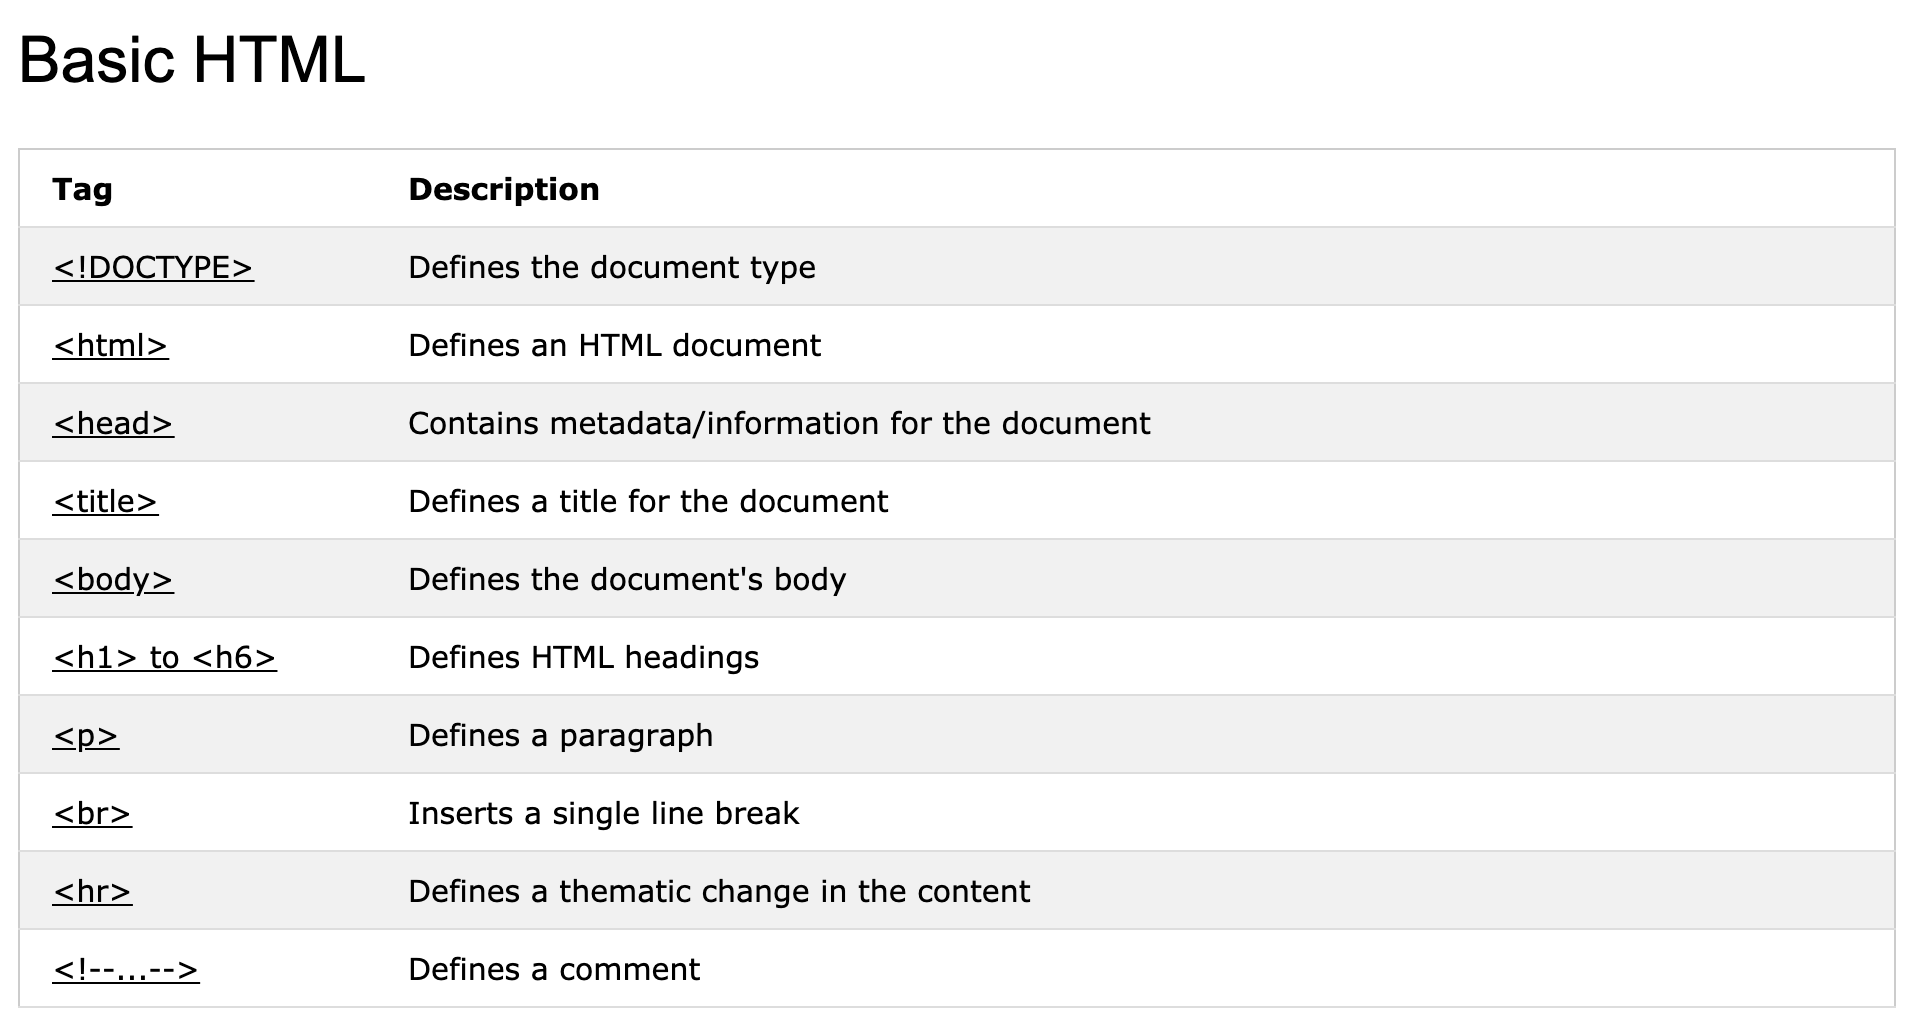 Basic HTML
Tag Description
<!DOCTYPE> Defines the document type
<html> Defines an HTML document
<head> Contains metadata/information for the document
<title> Defines a title for the document
<body> Defines the document's body
<h1> to <h6> Defines HTML headings
<p> Defines a paragraph
<br> Inserts a single line break
<hr> Defines a thematic change in the content
<!--...--> Defines a comment